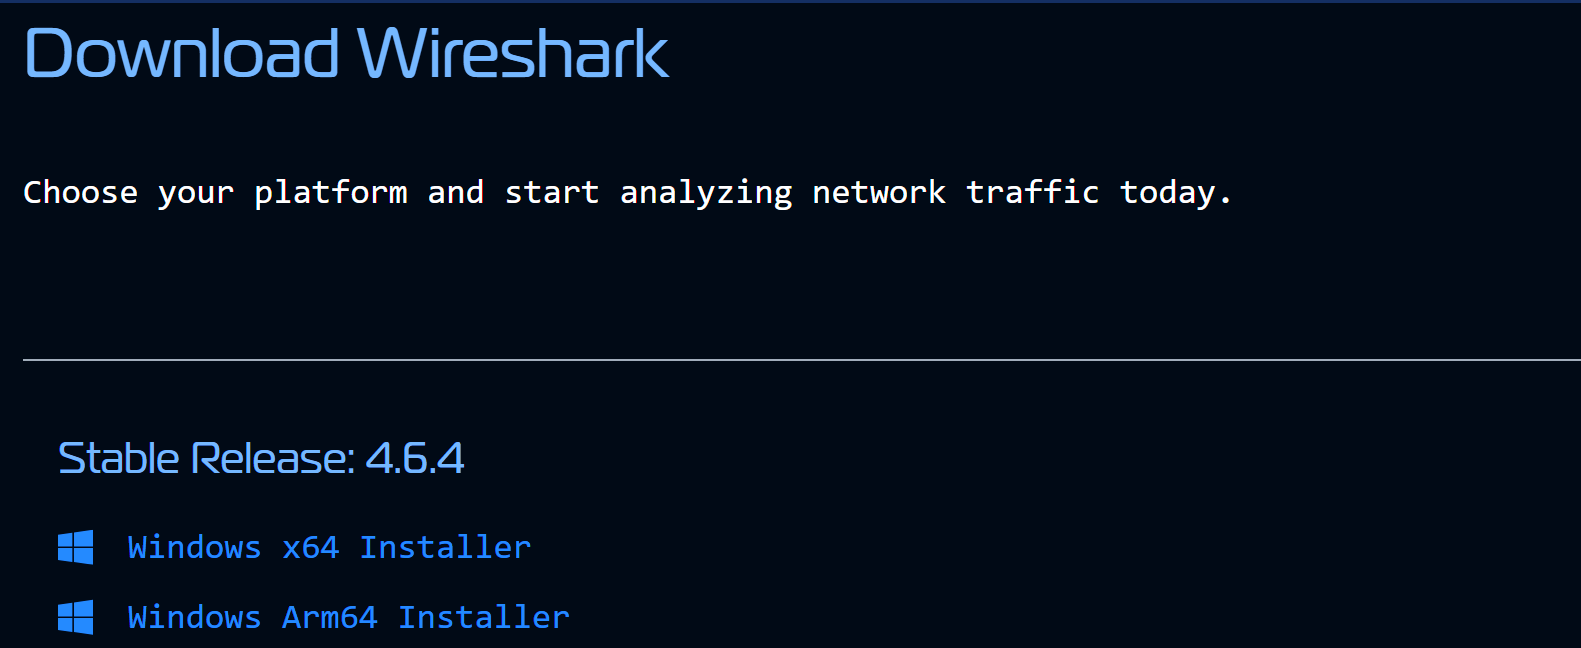 Download Wireshark
Choose your platform and start analyzing network traffic today.
Stable Release: 4.6.4
Windows x64 Installer
Windows Arm64 Installer